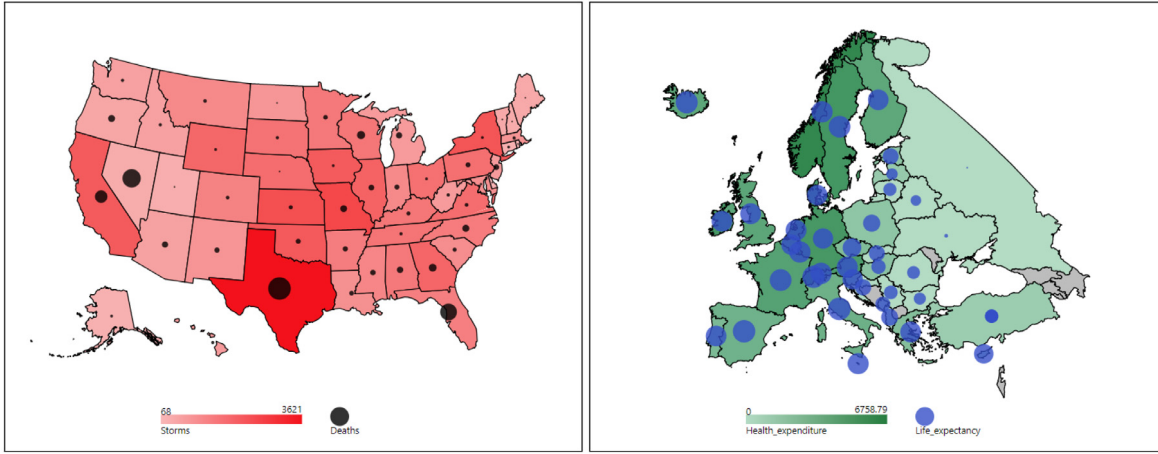 68 3621
Storms
Deaths
0 6758.79
Health_expenditure
Life_expectancy